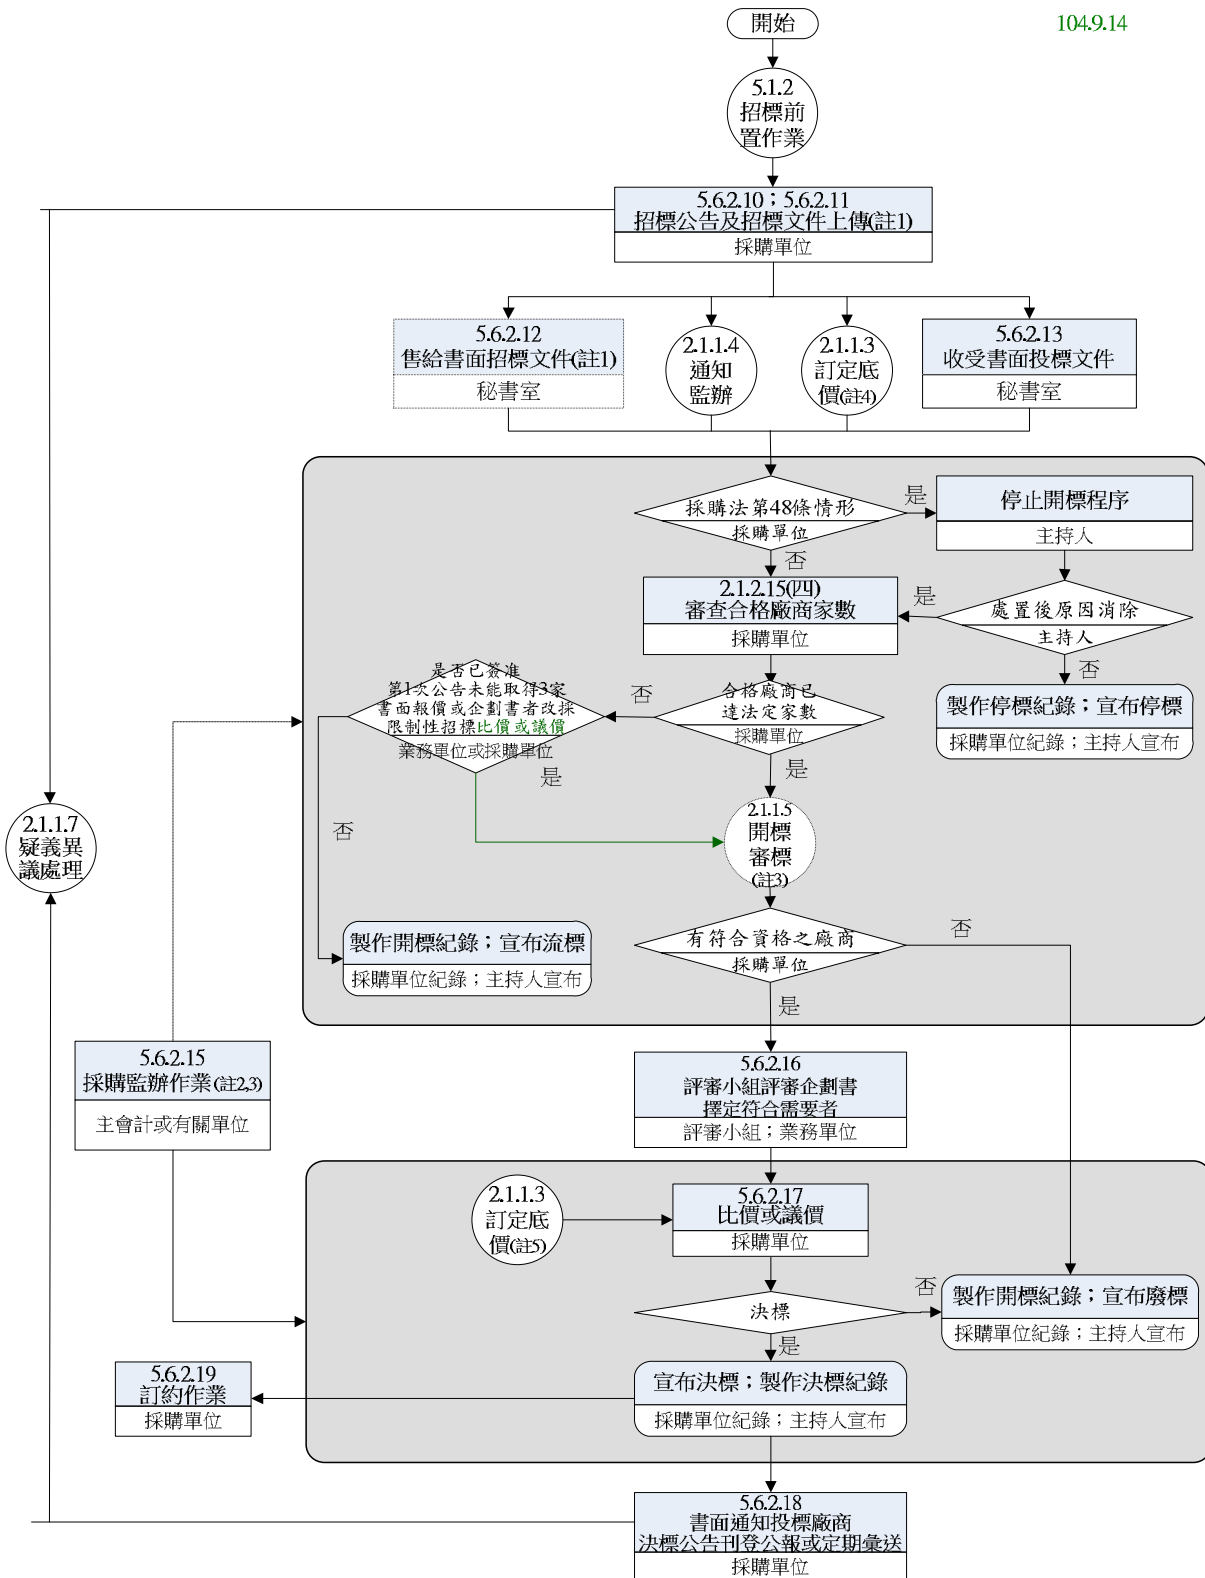 開始
104.9.14
5.1.2
招標前
置作業
5.6.2.10；5.6.2.11
招標公告及招標文件上傳(註1)
採購單位
5.6.2.12
售給書面招標文件(註1)
秘書室
2.1.1.4
通知
監辦
2.1.1.3
訂定底
價(註4)
5.6.2.13
收受書面投標文件
秘書室
採購法第48條情形
採購單位
是
停止開標程序
主持人
否
2.1.2.15(四)
審查合格廠商家數
採購單位
是
處置後原因消除
主持人
否
製作停標紀錄；宣布停標
採購單位紀錄；主持人宣布
是否已簽准
第1次公告未能取得3家
書面報價或企劃書者改採
限制性招標比價或議價
業務單位或採購單位
否
合格廠商已
達法定家數
採購單位
是
是
否
2.1.1.5
開標
審標
(註3)
2.1.1.7
疑義異
議處理
製作開標紀錄；宣布流標
採購單位紀錄；主持人宣布
有符合資格之廠商
採購單位
否
是
5.6.2.15
採購監辦作業(註2,3)
主會計或有關單位
5.6.2.16
評審小組評審企劃書
擇定符合需要者
評審小組；業務單位
2.1.1.3
訂定底
價(註5)
5.6.2.17
比價或議價
採購單位
決標
否
製作開標紀錄；宣布廢標
採購單位紀錄；主持人宣布
是
宣布決標；製作決標紀錄
採購單位紀錄；主持人宣布
5.6.2.19
訂約作業
採購單位
5.6.2.18
書面通知投標廠商
決標公告刊登公報或定期彙送
採購單位